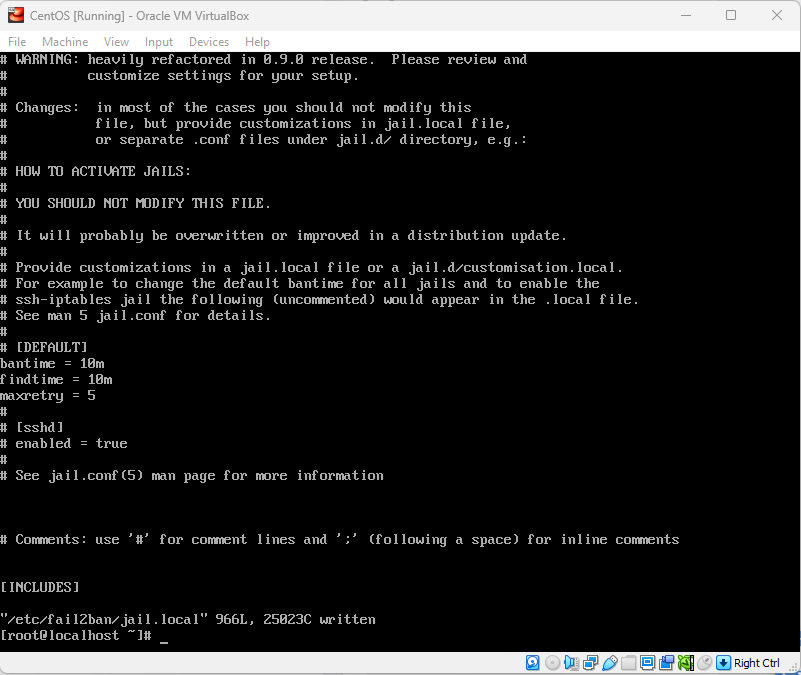 CentOS [Running] - Oracle VM VirtualBox
File Machine View Input Devices Help
# WARNING: heavily refactored in 0.9.0 release.  Please review and
#          customize settings for your setup.
#
# Changes:  in most of the cases you should not modify this
#           file, but provide customizations in jail.local file,
#           or separate .conf files under jail.d/ directory, e.g.:
#
# HOW TO ACTIVATE JAILS:
#
# YOU SHOULD NOT MODIFY THIS FILE.
#
# It will probably be overwritten or improved in a distribution update.
#
# Provide customizations in a jail.local file or a jail.d/customisation.local.
# For example to change the default bantime for all jails and to enable the
# ssh-iptables jail the following (uncommented) would appear in the .local file.
# See man 5 jail.conf for details.
#
# [DEFAULT]
bantime = 10m
findtime = 10m
maxretry = 5
#
# [sshd]
# enabled = true
#
# See jail.conf(5) man page for more information
# Comments: use '#' for comment lines and ';' (following a space) for inline comments
[INCLUDES]
"/etc/fail2ban/jail.local" 966L, 25023C written
[root@localhost ~]# _
Right Ctrl